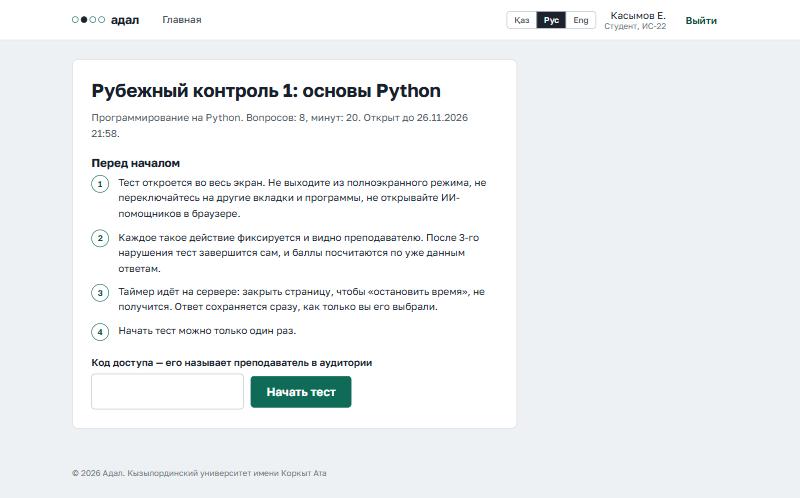 адал
Главная
Қаз Рус Eng
Касымов Е.
Студент, ИС-22
Выйти
Рубежный контроль 1: основы Python
Программирование на Python. Вопросов: 8, минут: 20. Открыт до 26.11.2026
21:58.
Перед началом
1 Тест откроется во весь экран. Не выходите из полноэкранного режима, не
переключайтесь на другие вкладки и программы, не открывайте ИИ-
помощников в браузере.
2 Каждое такое действие фиксируется и видно преподавателю. После 3-го
нарушения тест завершится сам, и баллы посчитаются по уже данным
ответам.
3 Таймер идёт на сервере: закрыть страницу, чтобы «остановить время», не
получится. Ответ сохраняется сразу, как только вы его выбрали.
4 Начать тест можно только один раз.
Код доступа — его называет преподаватель в аудитории
Начать тест
© 2026 Адал. Кызылординский университет имени Коркыт Ата